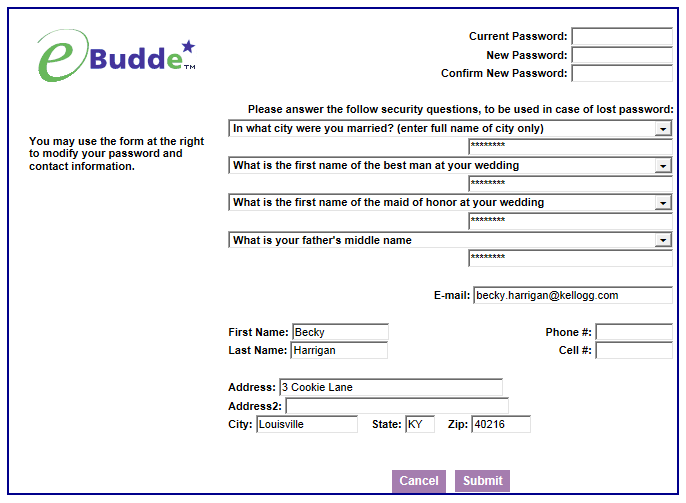 eBudde™
Current Password:
New Password:
Confirm New Password:
Please answer the follow security questions, to be used in case of lost password:
You may use the form at the right
to modify your password and
contact information.
In what city were you married? (enter full name of city only)
********
What is the first name of the best man at your wedding
********
What is the first name of the maid of honor at your wedding
********
What is your father's middle name
********
E-mail: becky.harrigan@kellogg.com
First Name: Becky Phone #:
Last Name: Harrigan Cell #:
Address: 3 Cookie Lane
Address2:
City: Louisville State: KY Zip: 40216
Cancel Submit